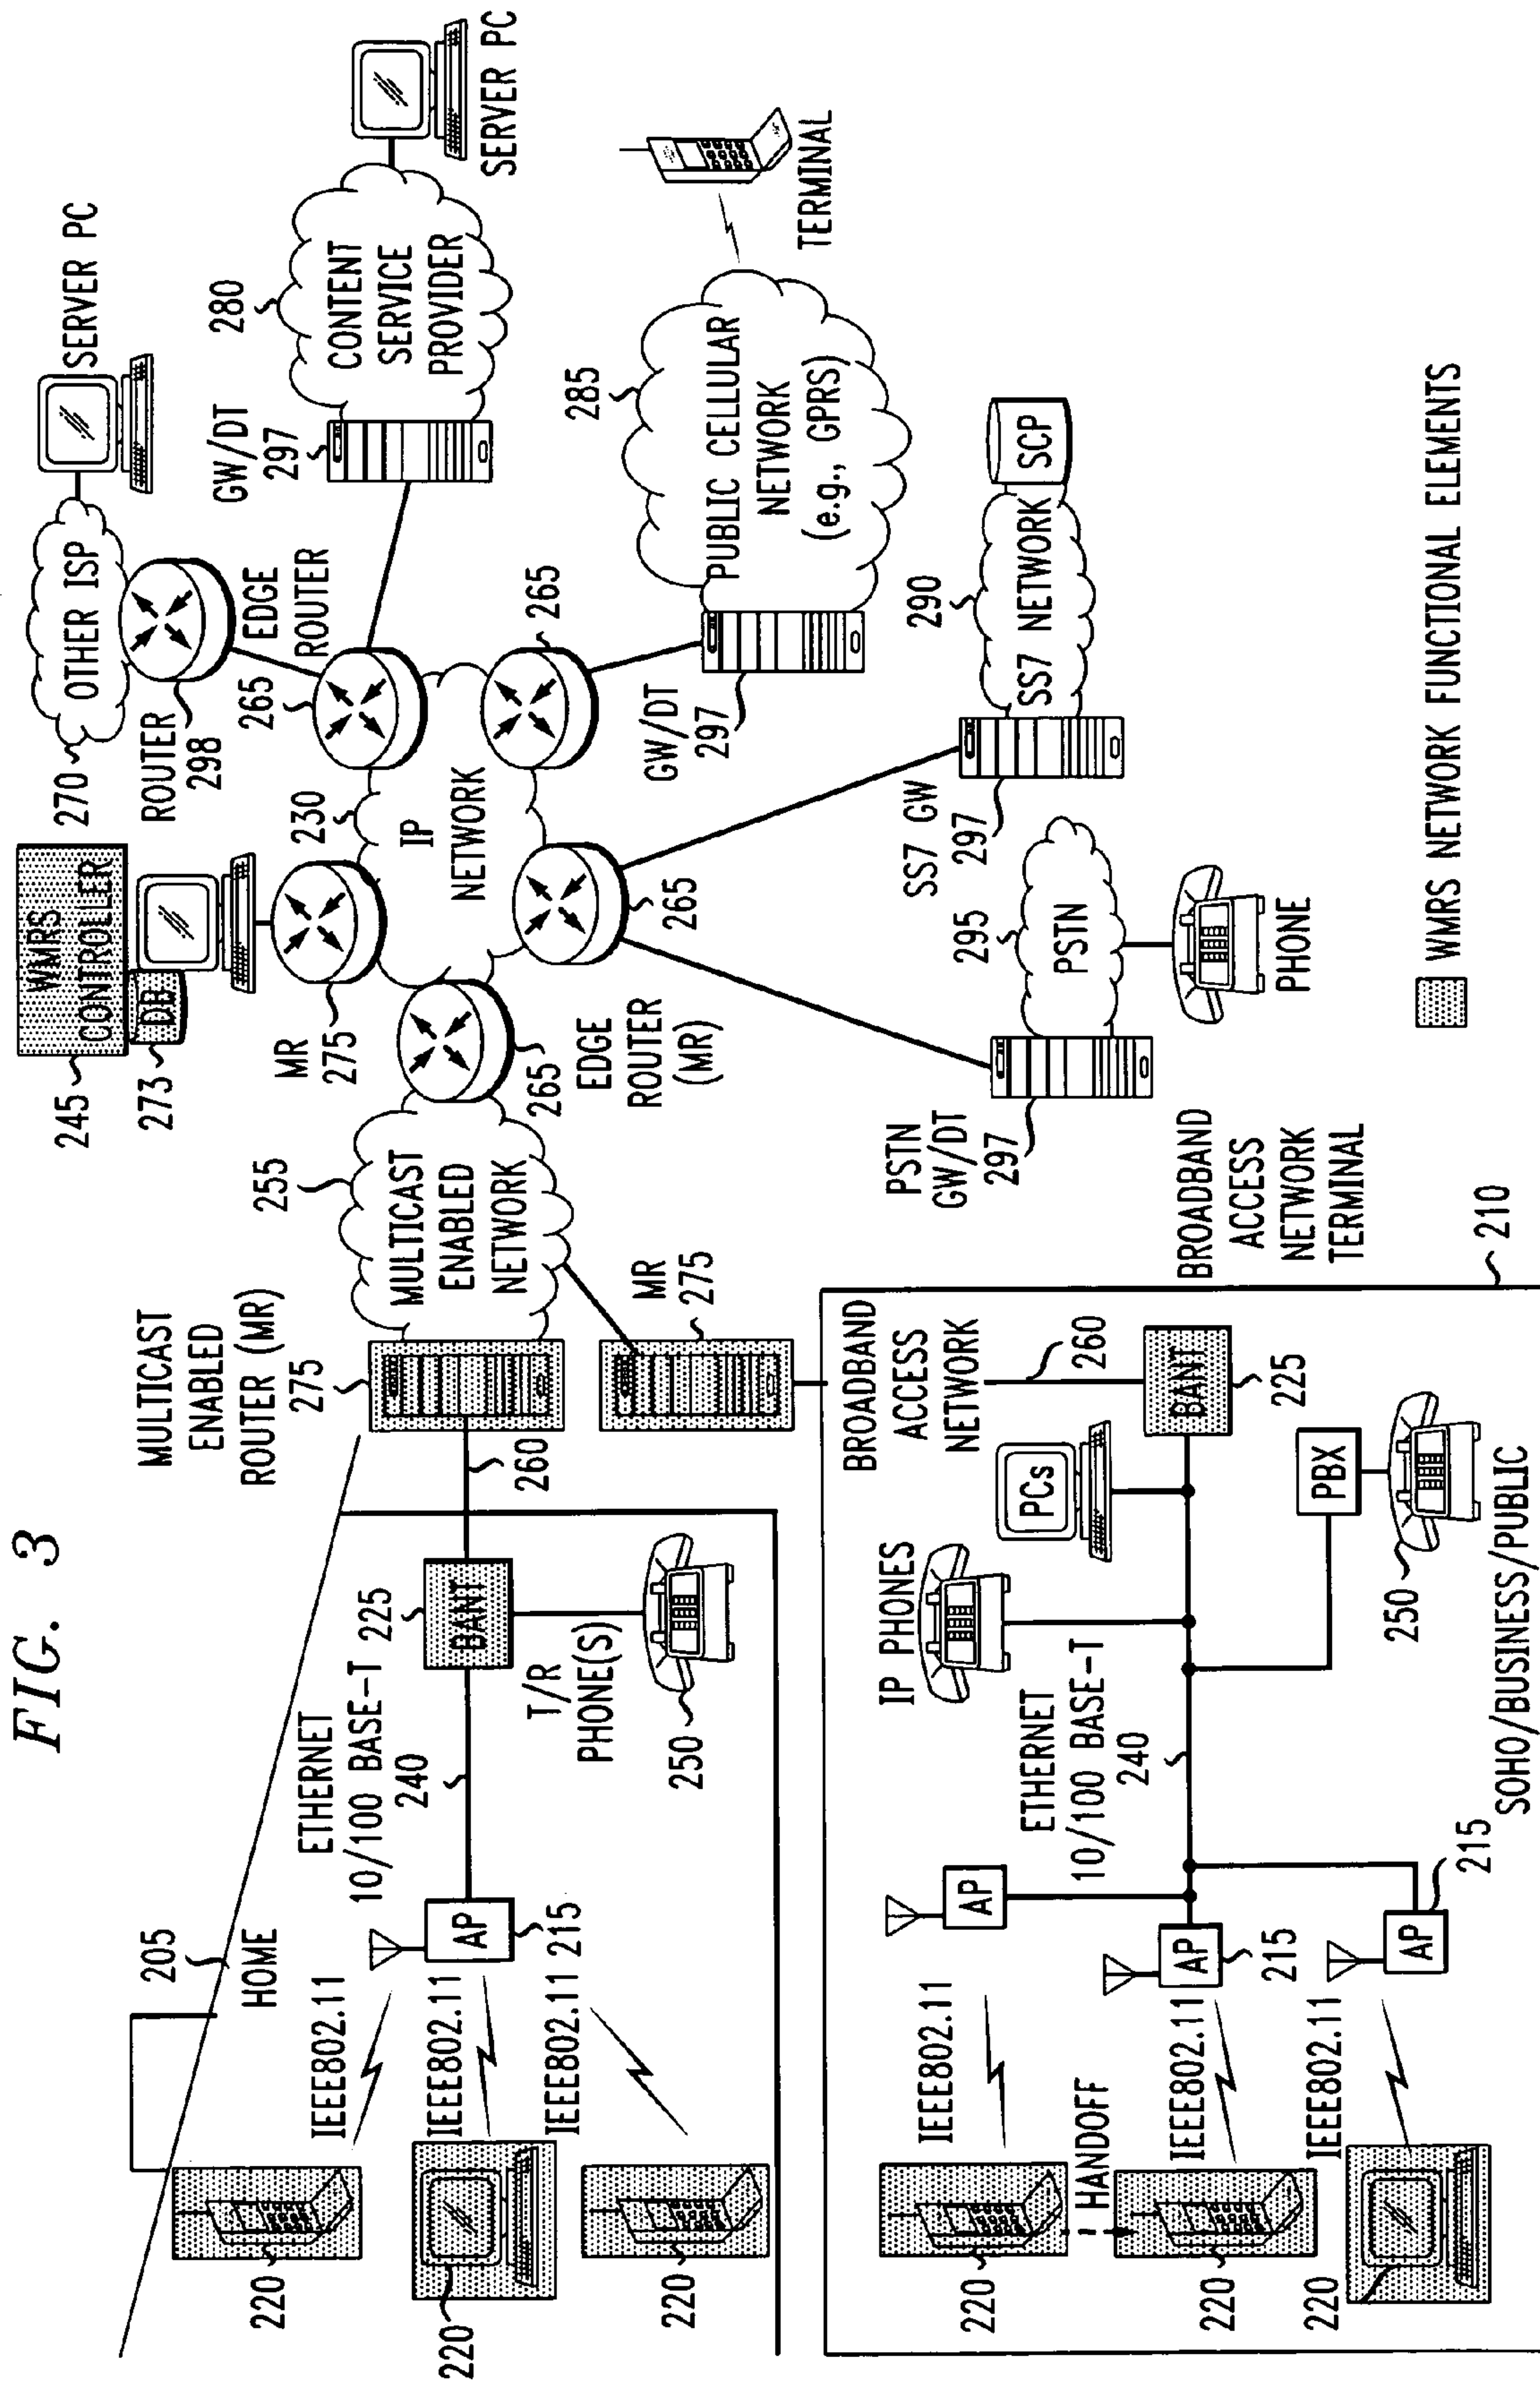 FIG. 3
205
HOME
220
IEEE802.11
220
IEEE802.11
220
IEEE802.11
AP
215
ETHERNET
10/100 BASE-T
240
225
BANT
T/R
PHONE(S)
250
260
MULTICAST
ENABLED
ROUTER (MR)
275
MR
275
255
MULTICAST
ENABLED
NETWORK
265
EDGE
ROUTER
(MR)
245
WMRS
CONTROLLER
273
DB
MR
275
230
IP
NETWORK
270
OTHER ISP
SERVER PC
ROUTER
298
265
EDGE
ROUTER
GW/DT
297
280
CONTENT
SERVICE
PROVIDER
SERVER PC
265
GW/DT
297
285
PUBLIC CELLULAR
NETWORK
(e.g., GPRS)
TERMINAL
265
SS7 GW
297
290
SS7 NETWORK
SCP
PSTN
GW/DT
297
295
PSTN
PHONE
220
IEEE802.11
HANDOFF
220
IEEE802.11
220
IEEE802.11
AP
AP
215
AP
215
ETHERNET
10/100 BASE-T
240
IP PHONES
PCs
BROADBAND
ACCESS
NETWORK
260
BANT
225
PBX
250
BROADBAND
ACCESS
NETWORK
TERMINAL
210
SOHO/BUSINESS/PUBLIC
WMRS NETWORK FUNCTIONAL ELEMENTS